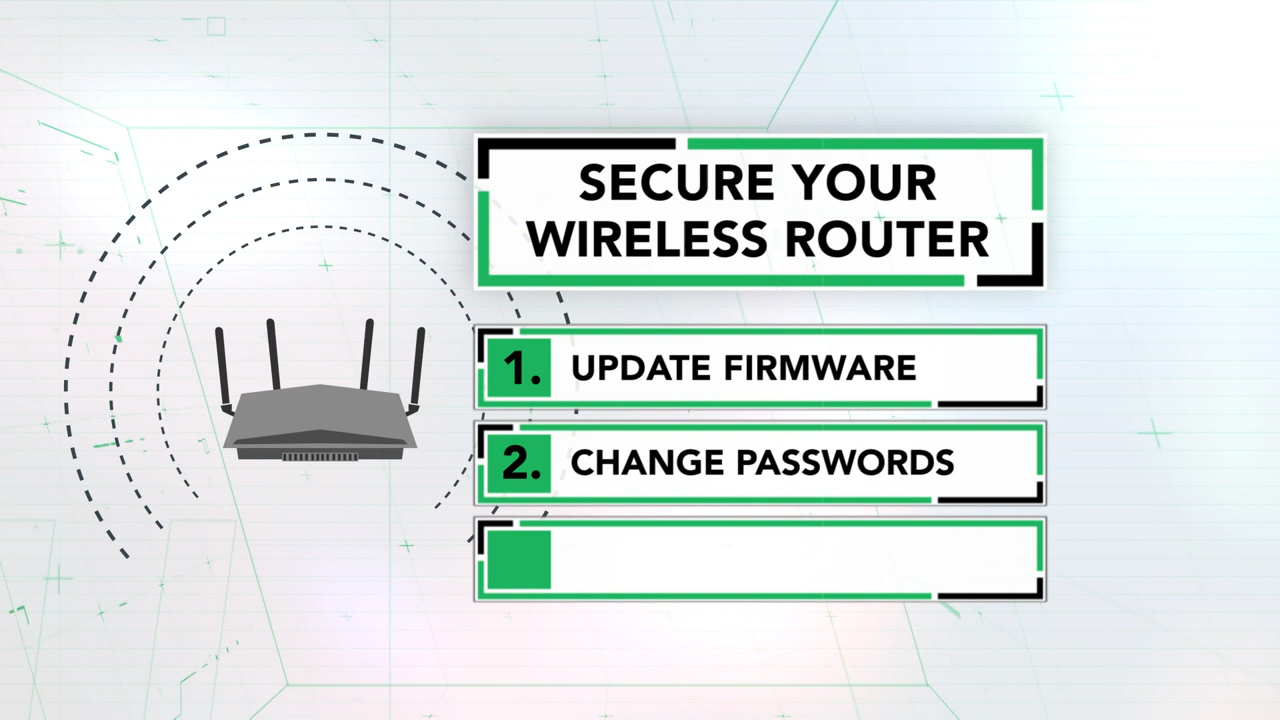 SECURE YOUR
WIRELESS ROUTER
1. UPDATE FIRMWARE
2. CHANGE PASSWORDS